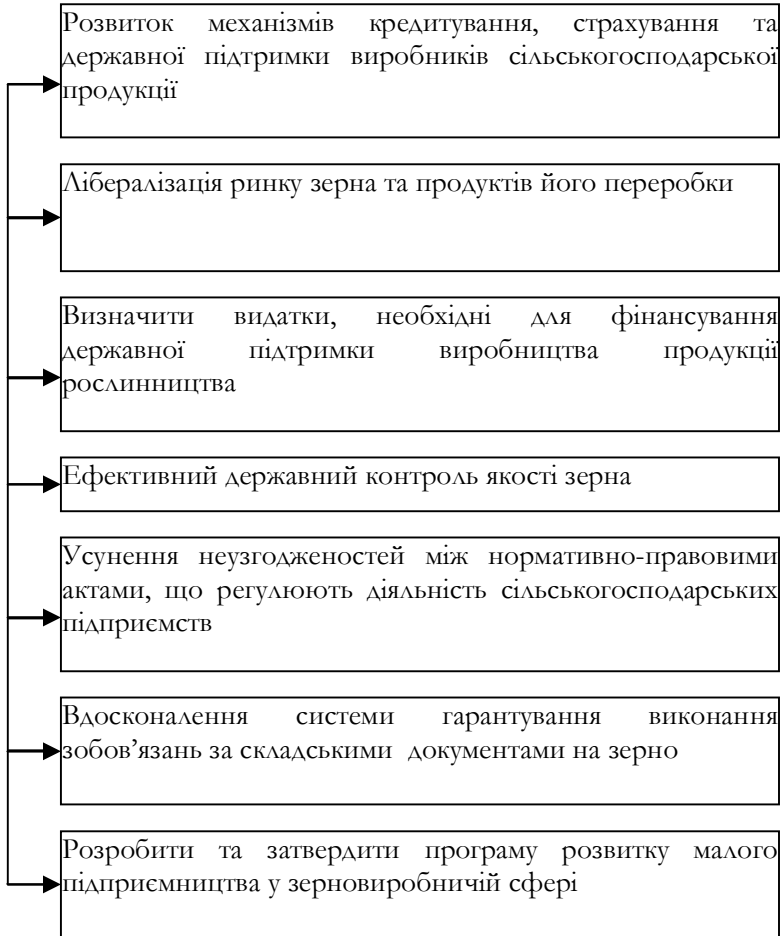 Розвиток механізмів кредитування, страхування та
державної підтримки виробників сільськогосподарської
продукції
Лібералізація ринку зерна та продуктів його переробки
Визначити видатки, необхідні для фінансування
державної підтримки виробництва продукції
рослинництва
Ефективний державний контроль якості зерна
Усунення неузгодженостей між нормативно-правовими
актами, що регулюють діяльність сільськогосподарських
підприємств
Вдосконалення системи гарантування виконання
зобов’язань за складськими документами на зерно
Розробити та затвердити програму розвитку малого
підприємництва у зерновиробничій сфері